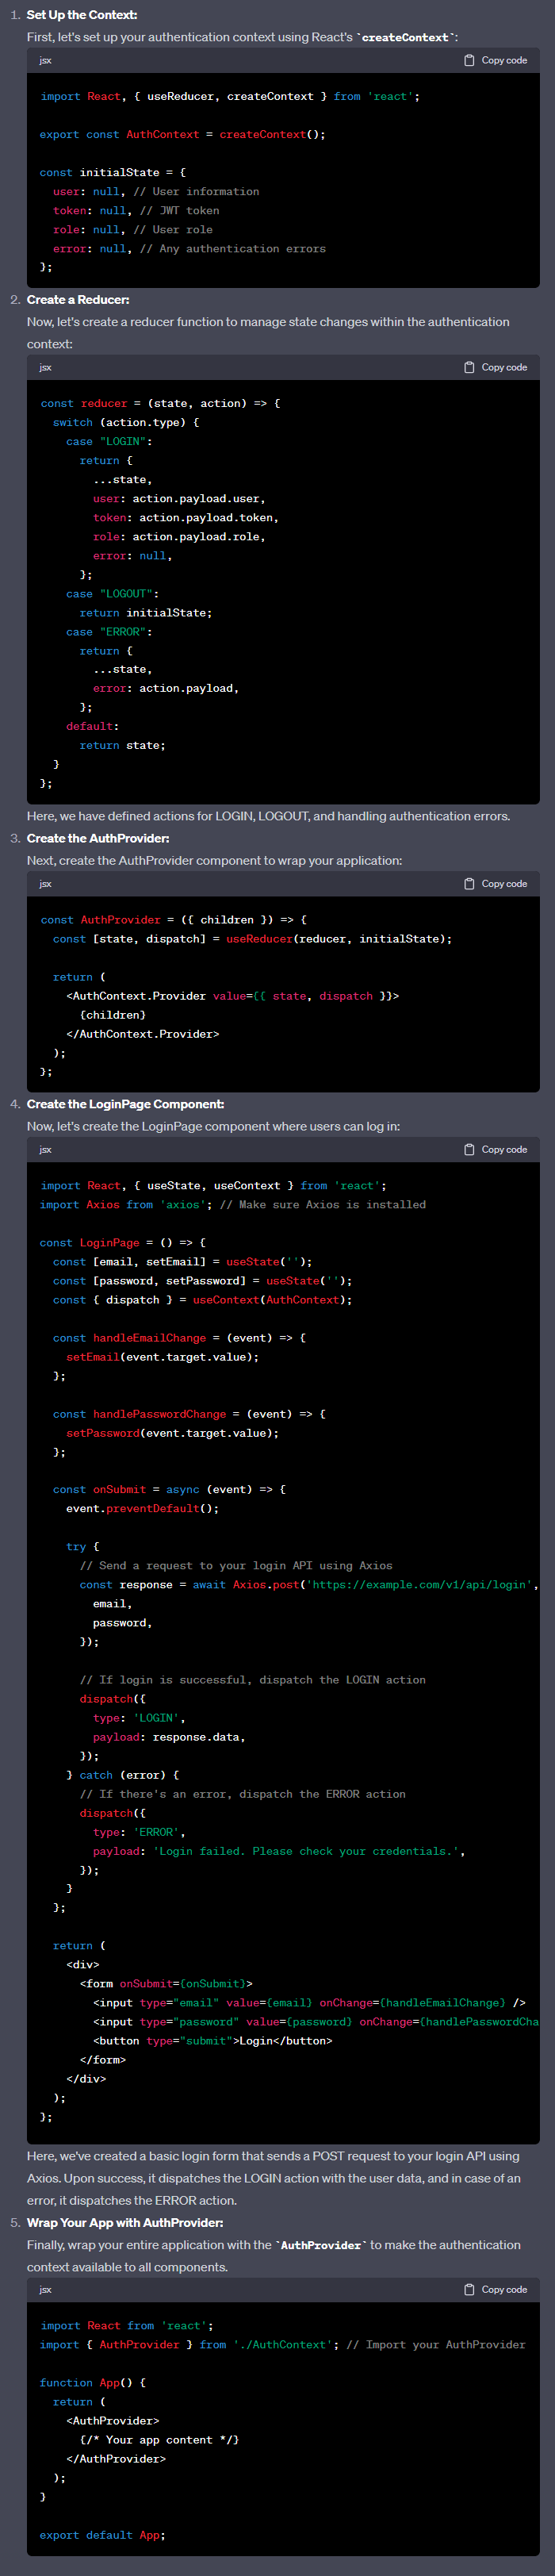 1. Set Up the Context:
First, let's set up your authentication context using React's `createContext`:
jsx Copy code
import React, { useReducer, createContext } from 'react';
export const AuthContext = createContext();
const initialState = {
user: null, // User information
token: null, // JWT token
role: null, // User role
error: null, // Any authentication errors
};
2. Create a Reducer:
Now, let's create a reducer function to manage state changes within the authentication
context:
jsx Copy code
const reducer = (state, action) => {
switch (action.type) {
case "LOGIN":
return {
...state,
user: action.payload.user,
token: action.payload.token,
role: action.payload.role,
error: null,
};
case "LOGOUT":
return initialState;
case "ERROR":
return {
...state,
error: action.payload,
};
default:
return state;
}
};
Here, we have defined actions for LOGIN, LOGOUT, and handling authentication errors.
3. Create the AuthProvider:
Next, create the AuthProvider component to wrap your application:
jsx Copy code
const AuthProvider = ({ children }) => {
const [state, dispatch] = useReducer(reducer, initialState);
return (
<AuthContext.Provider value={{ state, dispatch }}>
{children}
</AuthContext.Provider>
);
};
4. Create the LoginPage Component:
Now, let's create the LoginPage component where users can log in:
jsx Copy code
import React, { useState, useContext } from 'react';
import Axios from 'axios'; // Make sure Axios is installed
const LoginPage = () => {
const [email, setEmail] = useState('');
const [password, setPassword] = useState('');
const { dispatch } = useContext(AuthContext);
const handleEmailChange = (event) => {
setEmail(event.target.value);
};
const handlePasswordChange = (event) => {
setPassword(event.target.value);
};
const onSubmit = async (event) => {
event.preventDefault();
try {
// Send a request to your login API using Axios
const response = await Axios.post('https://example.com/v1/api/login',
email,
password,
});
// If login is successful, dispatch the LOGIN action
dispatch({
type: 'LOGIN',
payload: response.data,
});
} catch (error) {
// If there's an error, dispatch the ERROR action
dispatch({
type: 'ERROR',
payload: 'Login failed. Please check your credentials.',
});
}
};
return (
<div>
<form onSubmit={onSubmit}>
<input type="email" value={email} onChange={handleEmailChange} />
<input type="password" value={password} onChange={handlePasswordCha
<button type="submit">Login</button>
</form>
</div>
);
};
Here, we've created a basic login form that sends a POST request to your login API using
Axios. Upon success, it dispatches the LOGIN action with the user data, and in case of an
error, it dispatches the ERROR action.
5. Wrap Your App with AuthProvider:
Finally, wrap your entire application with the `AuthProvider` to make the authentication
context available to all components.
jsx Copy code
import React from 'react';
import { AuthProvider } from './AuthContext'; // Import your AuthProvider
function App() {
return (
<AuthProvider>
{/* Your app content */}
</AuthProvider>
);
}
export default App;